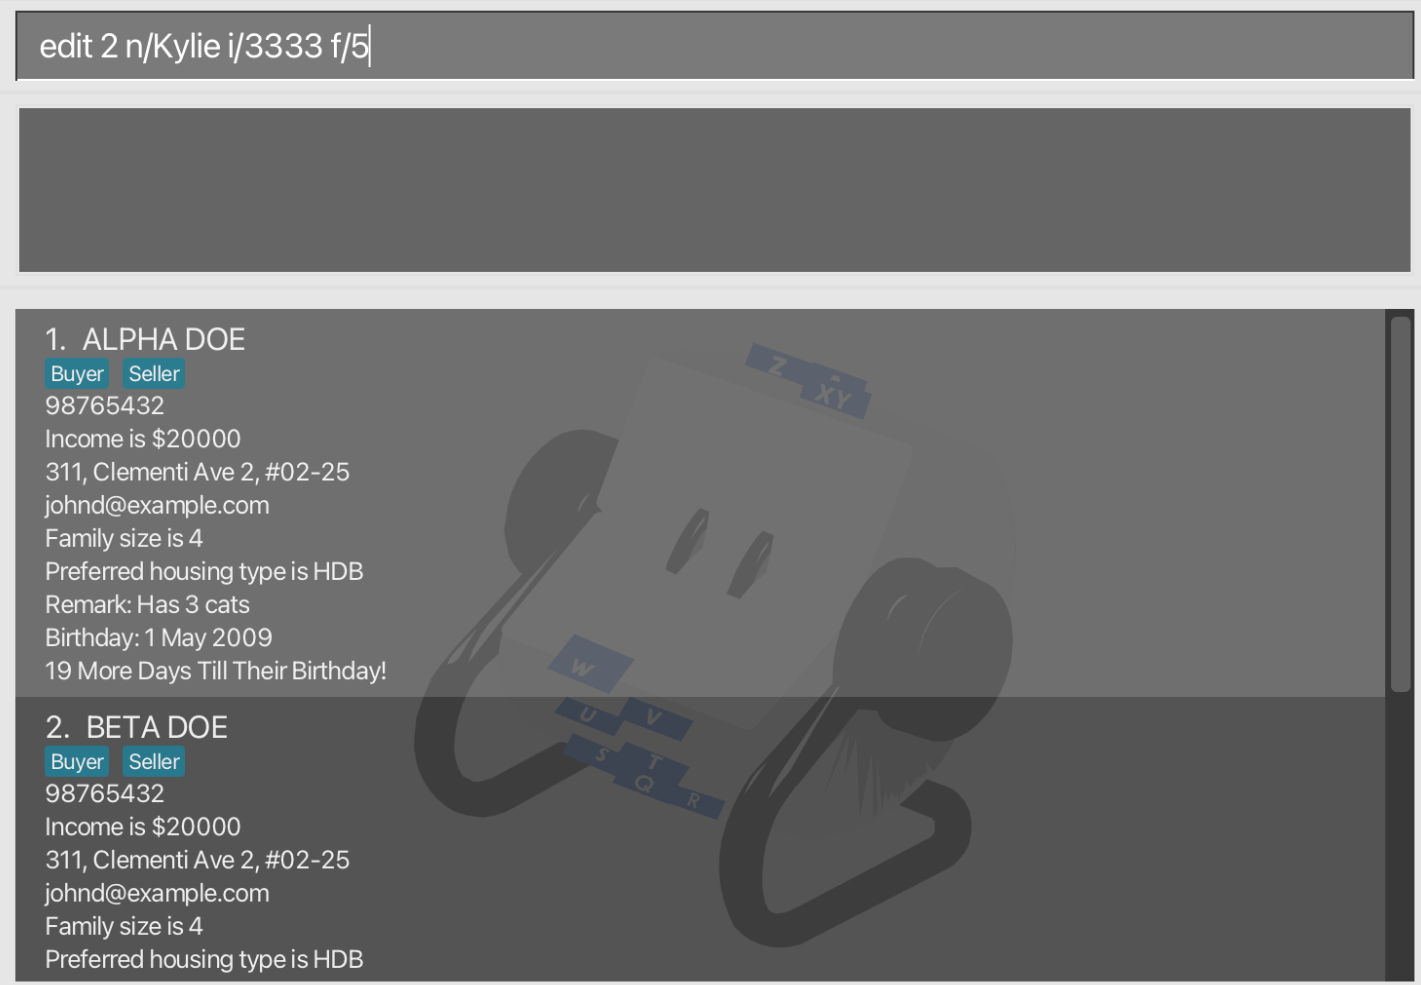 edit 2 n/Kylie i/3333 f/5
1. ALPHA DOE
Buyer Seller
98765432
Income is $20000
311, Clementi Ave 2, #02-25
johnd@example.com
Family size is 4
Preferred housing type is HDB
Remark: Has 3 cats
Birthday: 1 May 2009
19 More Days Till Their Birthday!
2. BETA DOE
Buyer Seller
98765432
Income is $20000
311, Clementi Ave 2, #02-25
johnd@example.com
Family size is 4
Preferred housing type is HDB
Z
XY
W
U V
S T
Q R